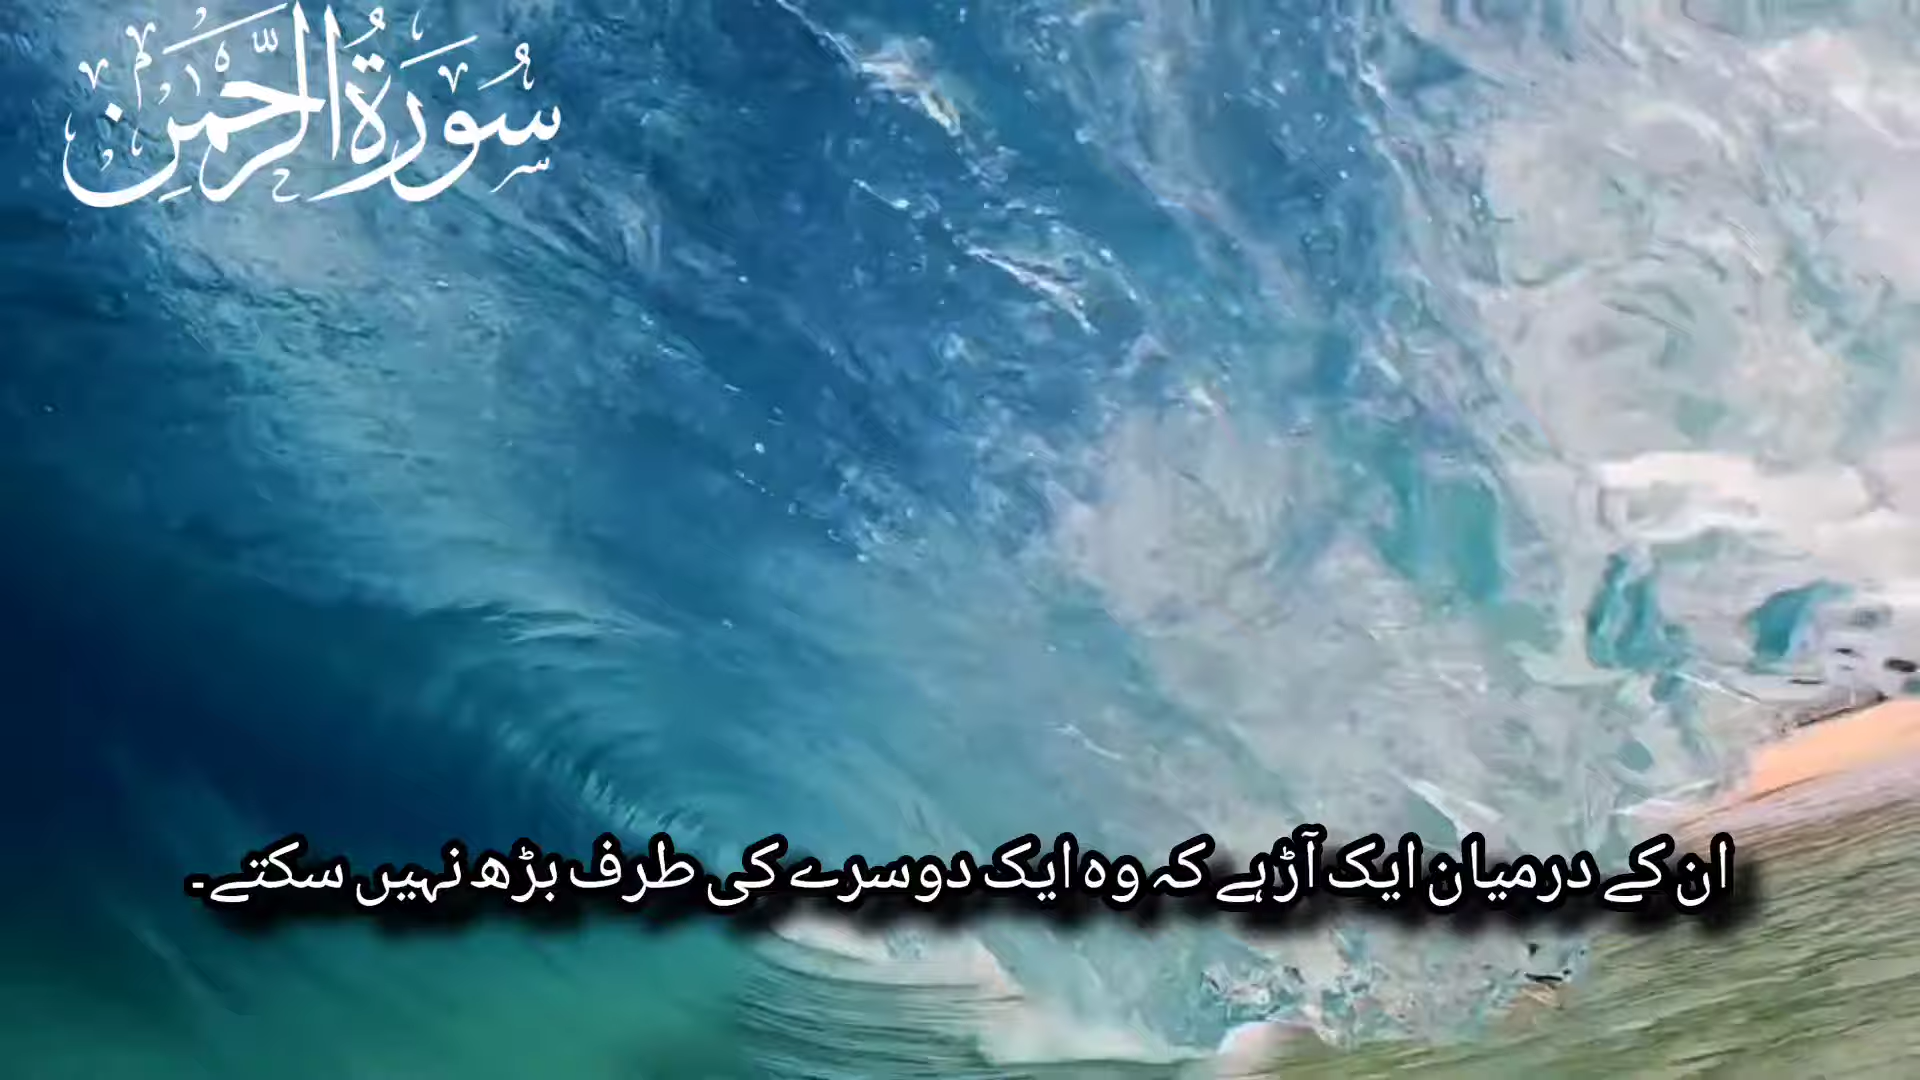 سُورَةُ الرَّحْمٰن
ان کے درمیان ایک آڑ ہے کہ وہ ایک دوسرے کی طرف بڑھ نہیں سکتے۔